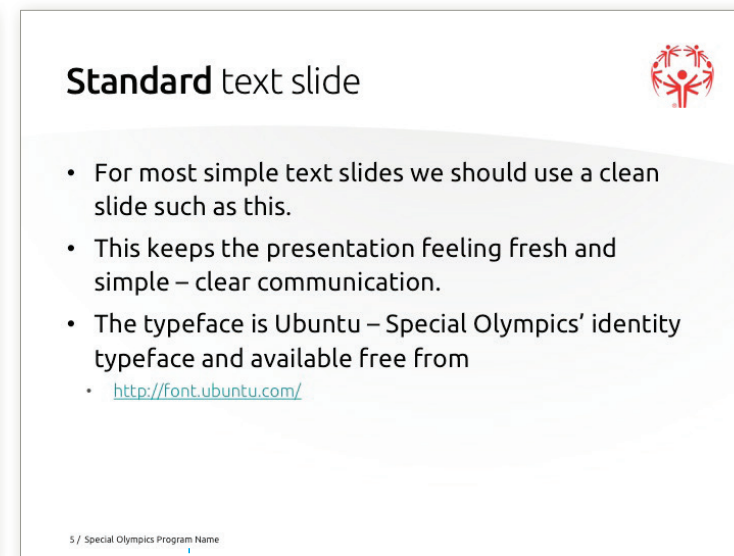 Standard text slide
• For most simple text slides we should use a clean
slide such as this.
• This keeps the presentation feeling fresh and
simple – clear communication.
• The typeface is Ubuntu – Special Olympics’ identity
typeface and available free from
• http://font.ubuntu.com/
5 / Special Olympics Program Name